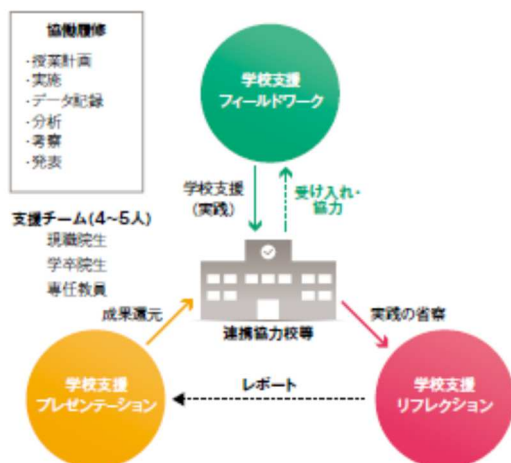 協働履修
・授業計画
・実施
・データ記録
・分析
・考察
・発表
学校支援
フィールドワーク
学校支援
(実践)
受け入れ・
協力
支援チーム(4〜5人)
現職院生
学卒院生
専任教員
成果還元
連携協力校等
実践の省察
学校支援
プレゼンテーション
レポート
学校支援
リフレクション